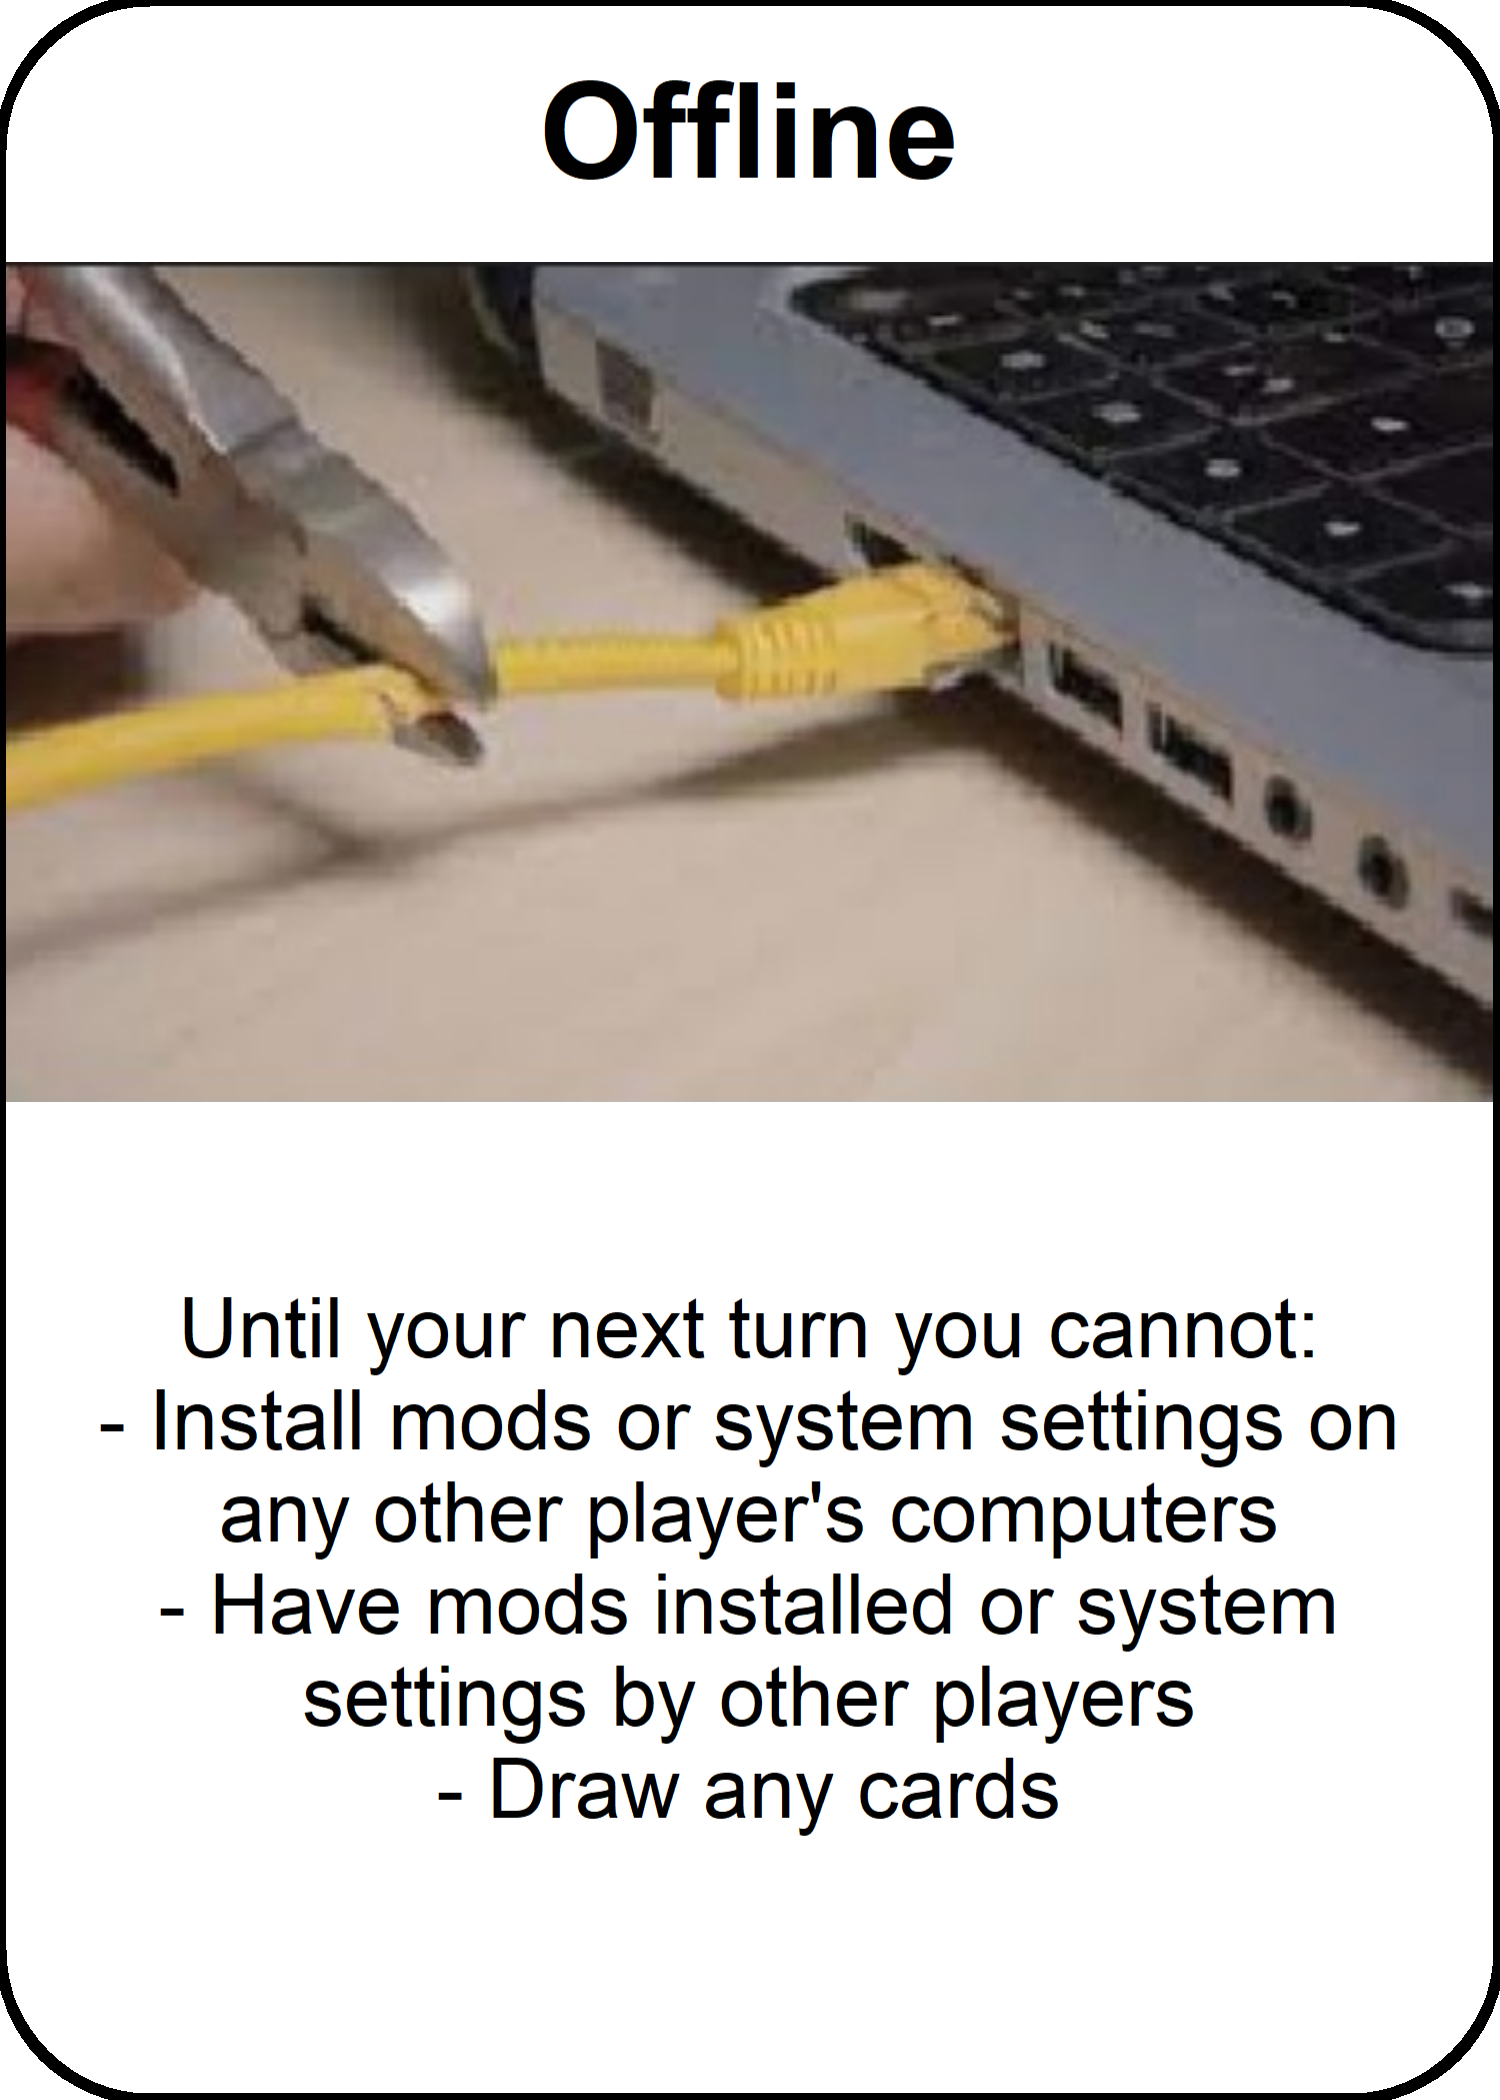 Offline
Until your next turn you cannot:
- Install mods or system settings on
any other player's computers
- Have mods installed or system
settings by other players
- Draw any cards